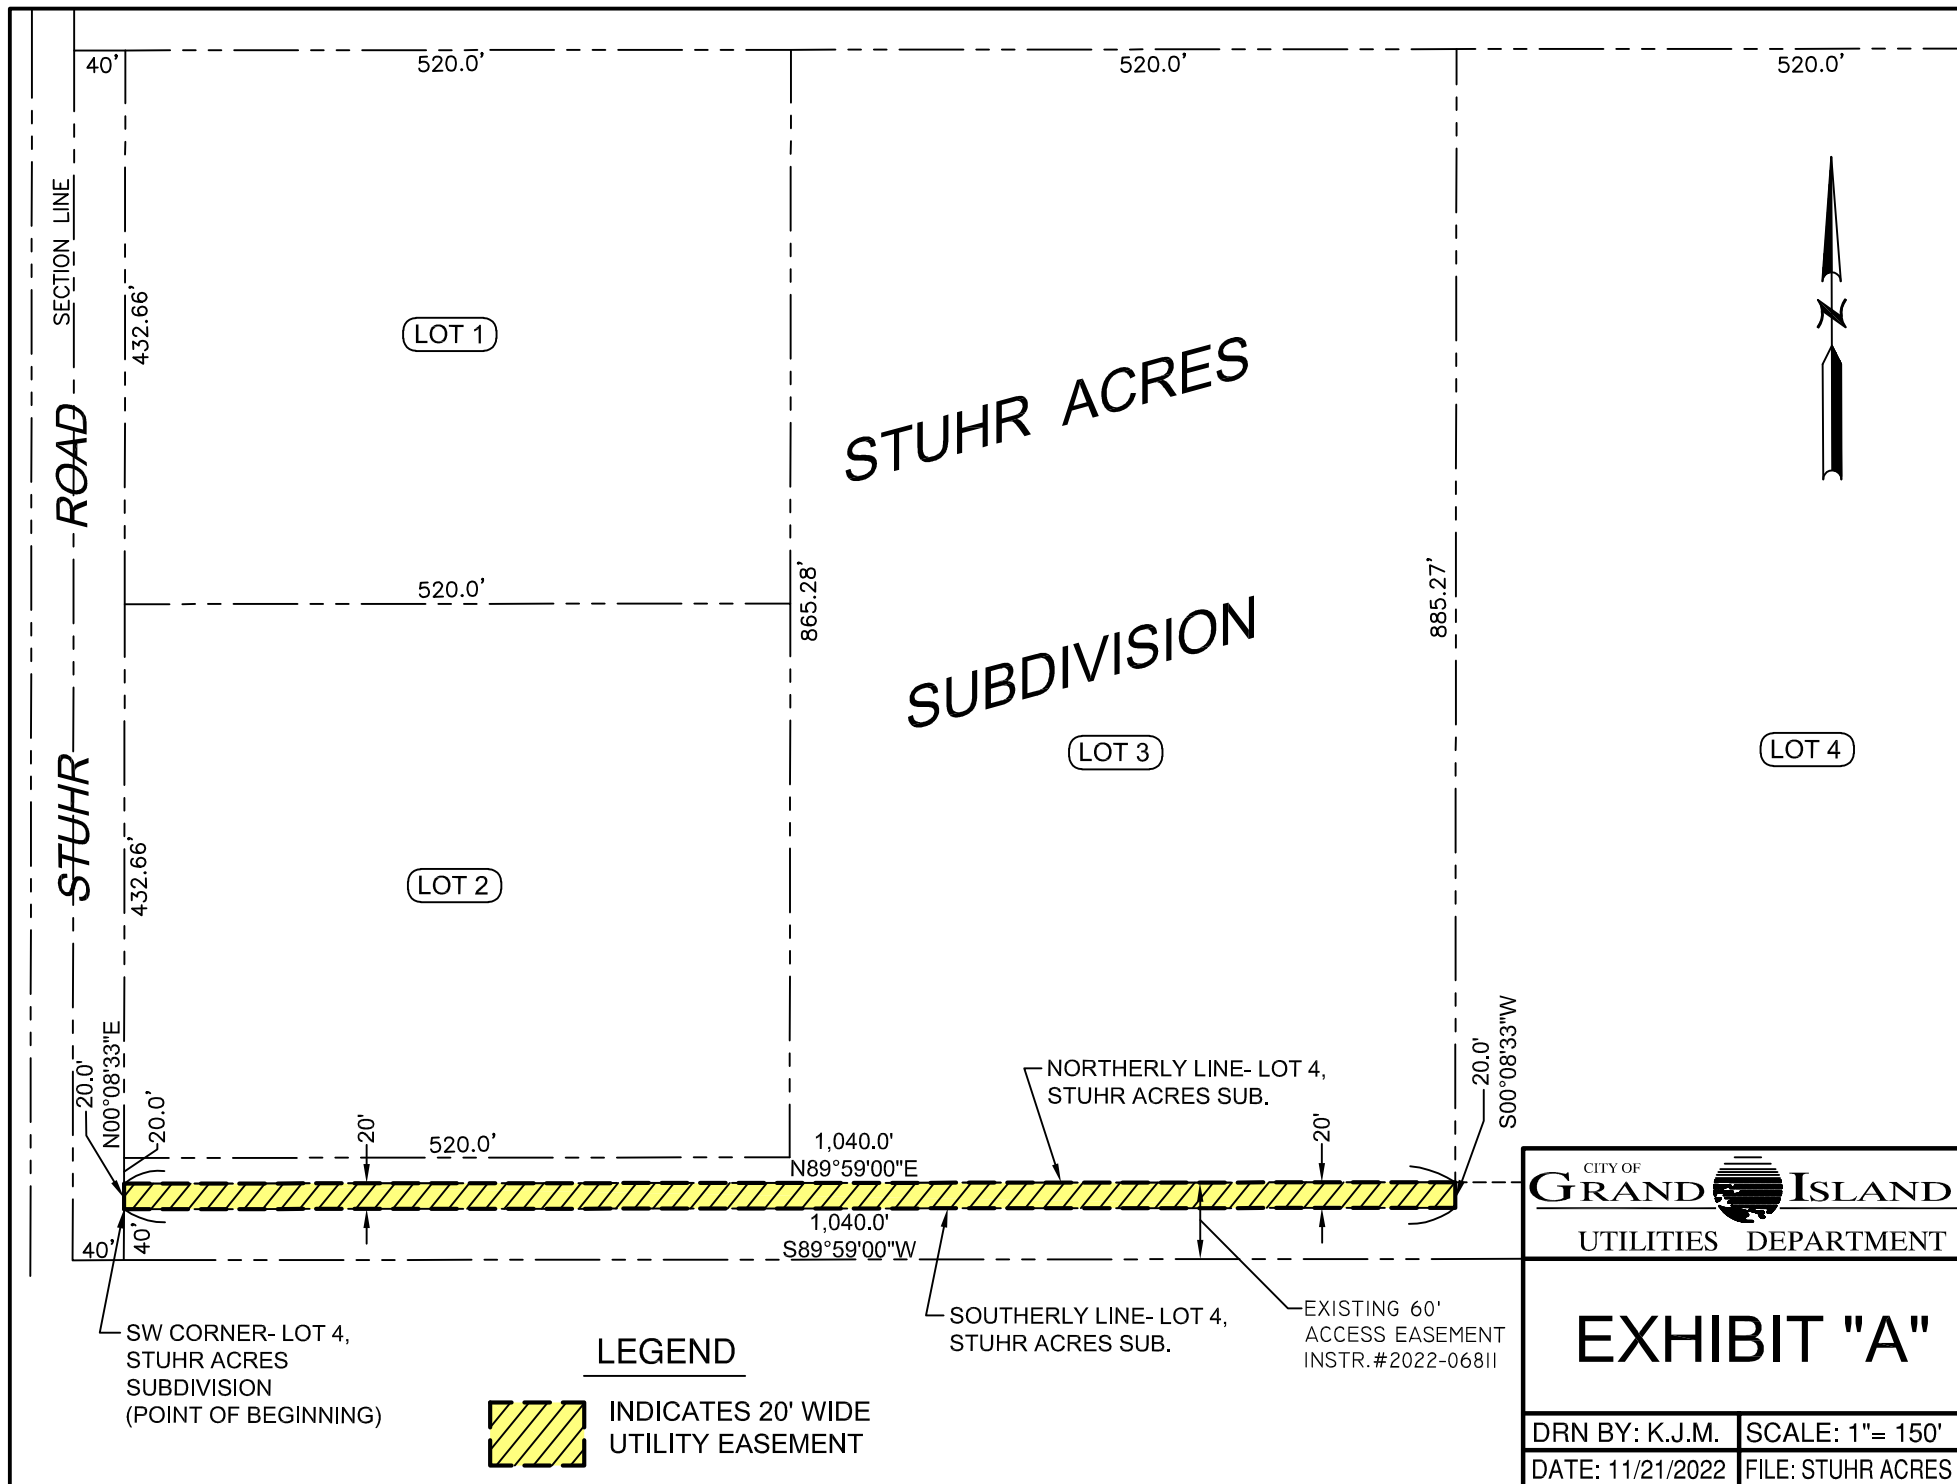 40'
520.0'
520.0'
520.0'
SECTION LINE
432.66'
LOT 1
STUHR ACRES
STUHR ROAD
520.0'
865.28'
885.27'
SUBDIVISION
LOT 3
LOT 4
N
432.66'
LOT 2
20.0'
N00°08'33"E
20.0'
20'
520.0'
1,040.0'
N89°59'00"E
NORTHERLY LINE- LOT 4,
STUHR ACRES SUB.
20'
20.0'
S00°08'33"W
40'
40'
1,040.0'
S89°59'00"W
SW CORNER- LOT 4,
STUHR ACRES
SUBDIVISION
(POINT OF BEGINNING)
SOUTHERLY LINE- LOT 4,
STUHR ACRES SUB.
EXISTING 60'
ACCESS EASEMENT
INSTR.#2022-06811
LEGEND
INDICATES 20' WIDE
UTILITY EASEMENT
CITY OF
GRAND ISLAND
UTILITIES DEPARTMENT
EXHIBIT "A"
DRN BY: K.J.M.
SCALE: 1"= 150'
DATE: 11/21/2022
FILE: STUHR ACRES